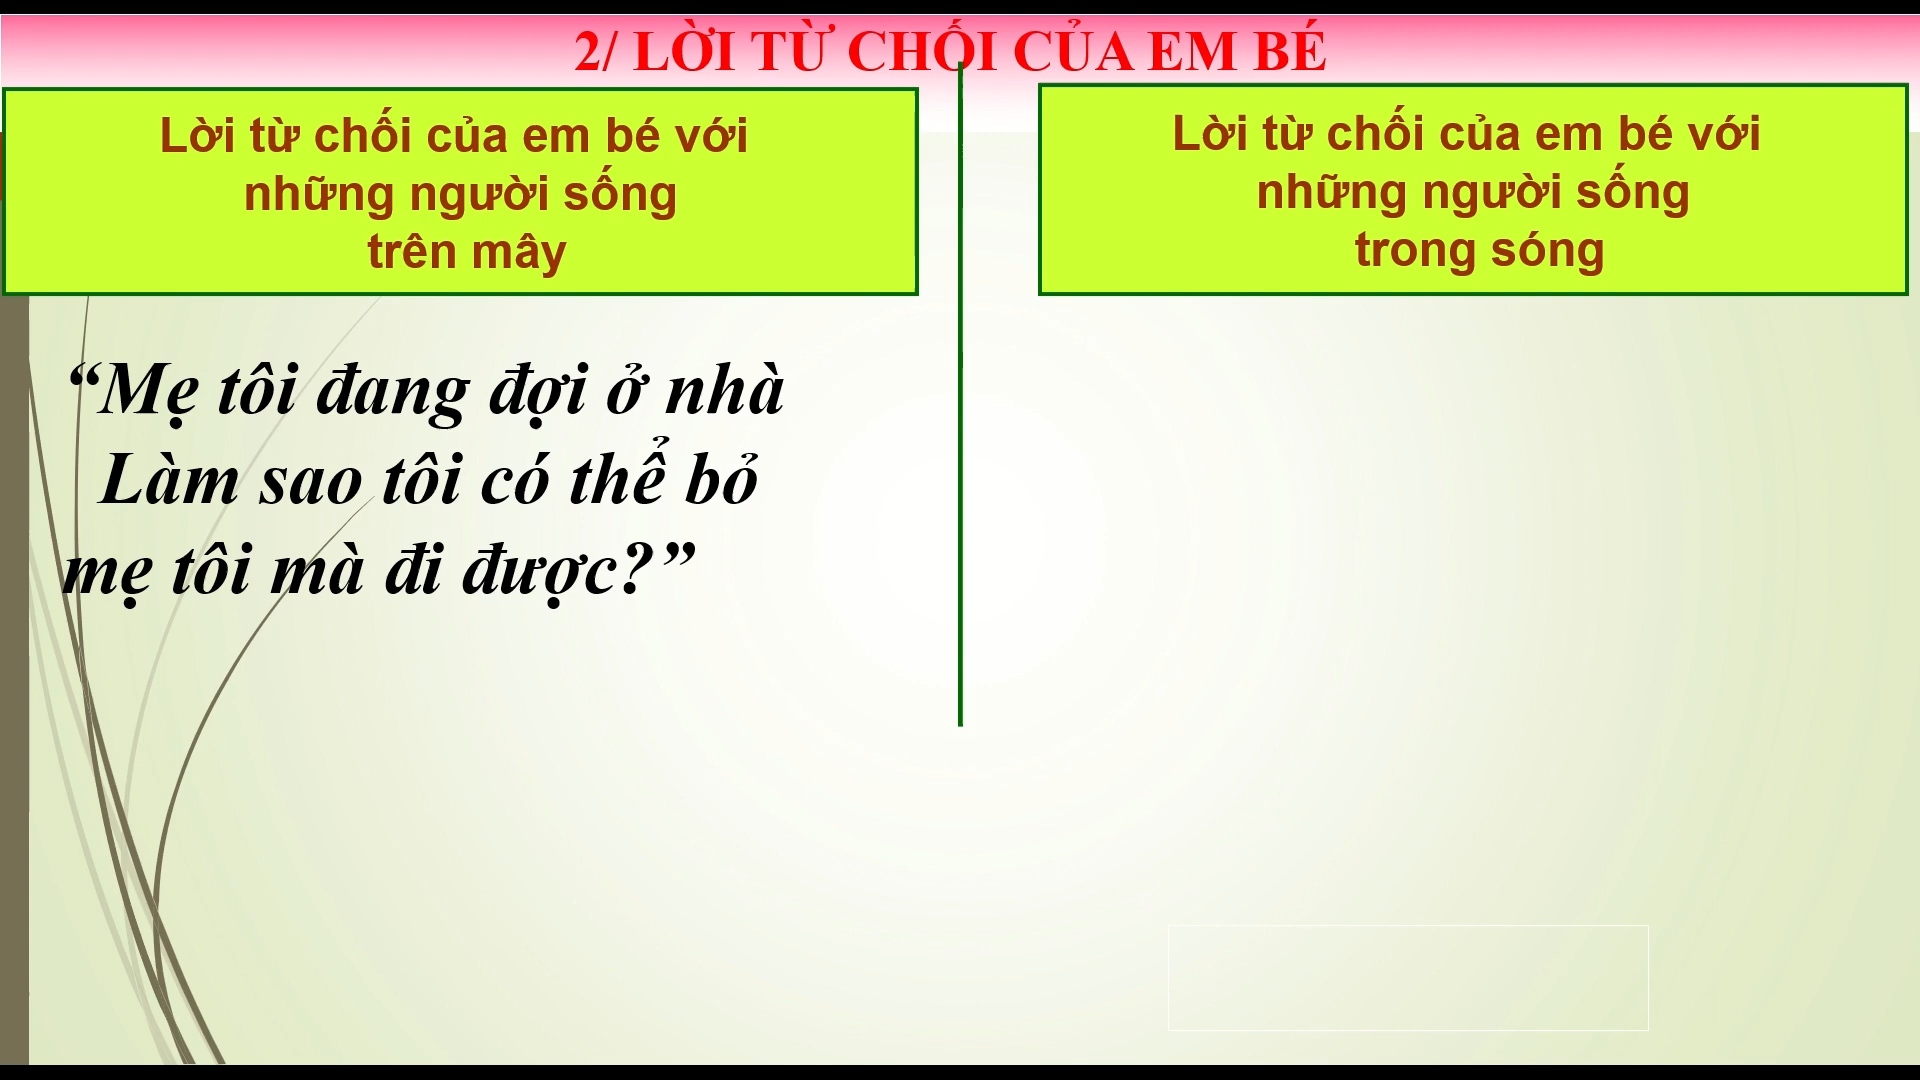 2/ LỜI TỪ CHỐI CỦA EM BÉ
Lời từ chối của em bé với
những người sống
trên mây
Lời từ chối của em bé với
những người sống
trong sóng
“Mẹ tôi đang đợi ở nhà
Làm sao tôi có thể bỏ
mẹ tôi mà đi được?”